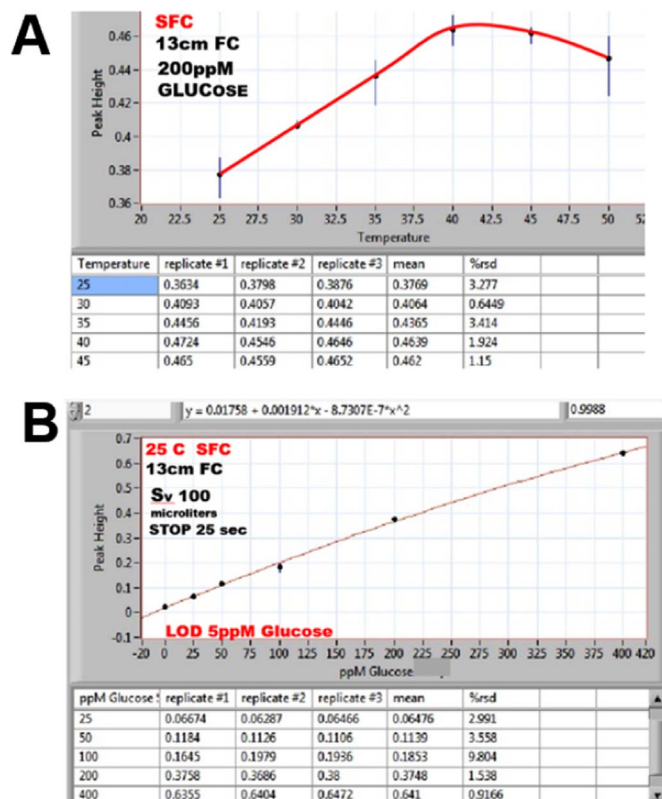 A
SFC
13cm FC
200ppM
GLUCOSE
Peak Height
0.46
0.44
0.42
0.4
0.38
0.36
20 22.5 25 27.5 30 32.5 35 37.5 40 42.5 45 47.5 50
Temperature
Temperature replicate #1 replicate #2 replicate #3 mean %rsd
25 0.3634 0.3798 0.3876 0.3769 3.277
30 0.4093 0.4057 0.4042 0.4064 0.6449
35 0.4456 0.4193 0.4446 0.4365 3.414
40 0.4724 0.4546 0.4646 0.4639 1.924
45 0.465 0.4559 0.4652 0.462 1.15
B
2 y = 0.01758 + 0.001912*x - 8.7307E-7*x^2 0.9988
25 C SFC
13cm FC
Sv 100
microliters
STOP 25 sec
LOD 5ppM Glucose
Peak Height
0.7
0.6
0.5
0.4
0.3
0.2
0.1
0
-0.1
-20 0 25 50 75 100 125 150 175 200 225 250 275 300 325 350 375 400 420
ppM Glucose
ppM Glucose replicate #1 replicate #2 replicate #3 mean %rsd
25 0.06674 0.06287 0.06466 0.06476 2.991
50 0.1184 0.1126 0.1106 0.1139 3.558
100 0.1645 0.1979 0.1936 0.1853 9.804
200 0.3758 0.3686 0.38 0.3748 1.538
400 0.6355 0.6404 0.6472 0.641 0.9166